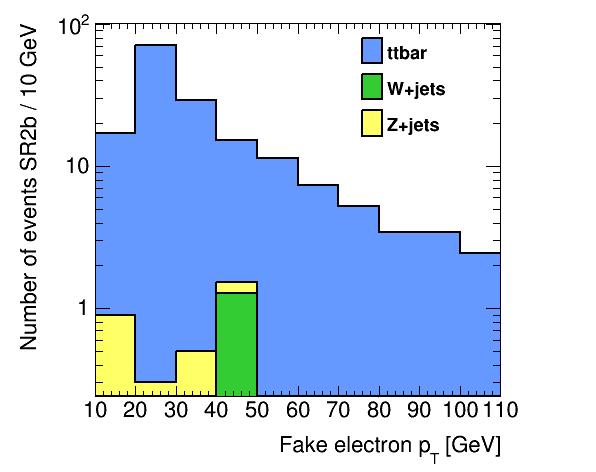 Number of events SR2b / 10 GeV
10²
10
1
ttbar
W+jets
Z+jets
10 20 30 40 50 60 70 80 90 100 110
Fake electron p_T [GeV]